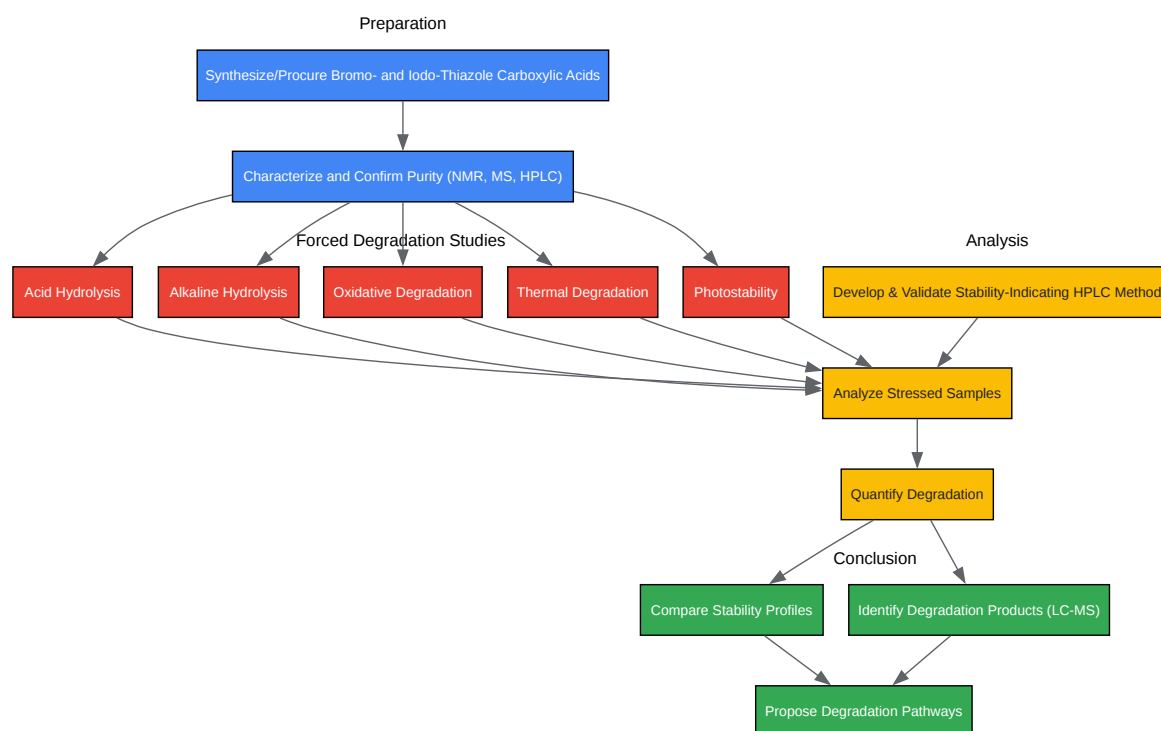 Preparation
Synthesize/Procure Bromo- and Iodo-Thiazole Carboxylic Acids
Characterize and Confirm Purity (NMR, MS, HPLC)
Forced Degradation Studies
Analysis
Acid Hydrolysis
Alkaline Hydrolysis
Oxidative Degradation
Thermal Degradation
Photostability
Develop & Validate Stability-Indicating HPLC Method
Analyze Stressed Samples
Quantify Degradation
Conclusion
Compare Stability Profiles
Identify Degradation Products (LC-MS)
Propose Degradation Pathways